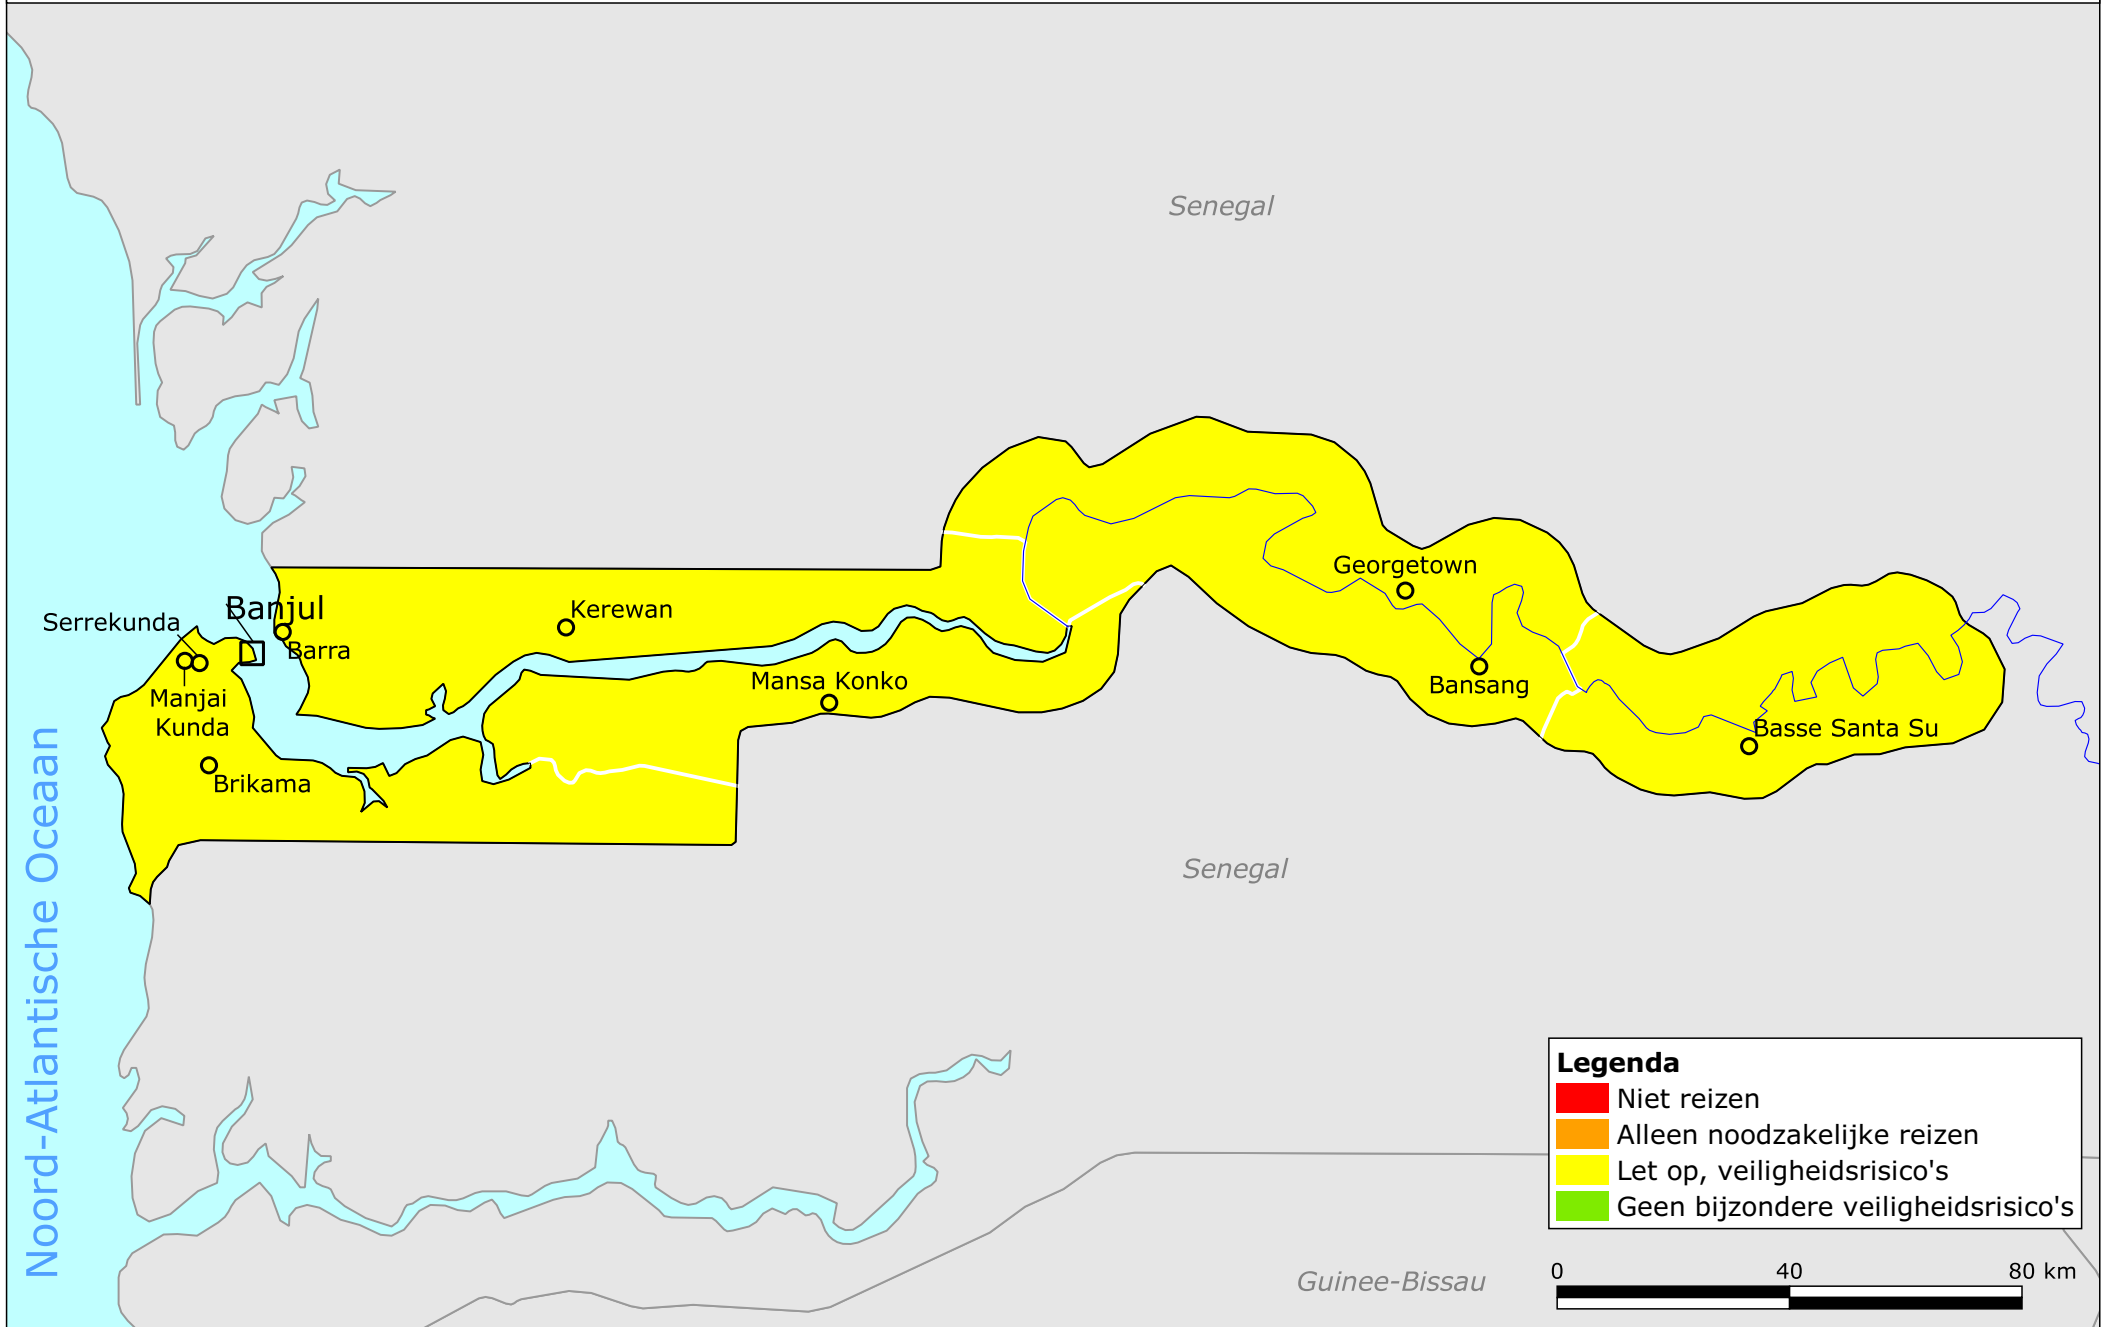 Senegal
Georgetown
Banjul
Kerewan
Serrekunda
Barra
Mansa Konko
Bansang
Manjai
Kunda
Basse Santa Su
Brikama
Noord-Atlantische Oceaan
Senegal
Legenda
Niet reizen
Alleen noodzakelijke reizen
Let op, veiligheidsrisico's
Geen bijzondere veiligheidsrisico's
Guinee-Bissau
0 40 80 km